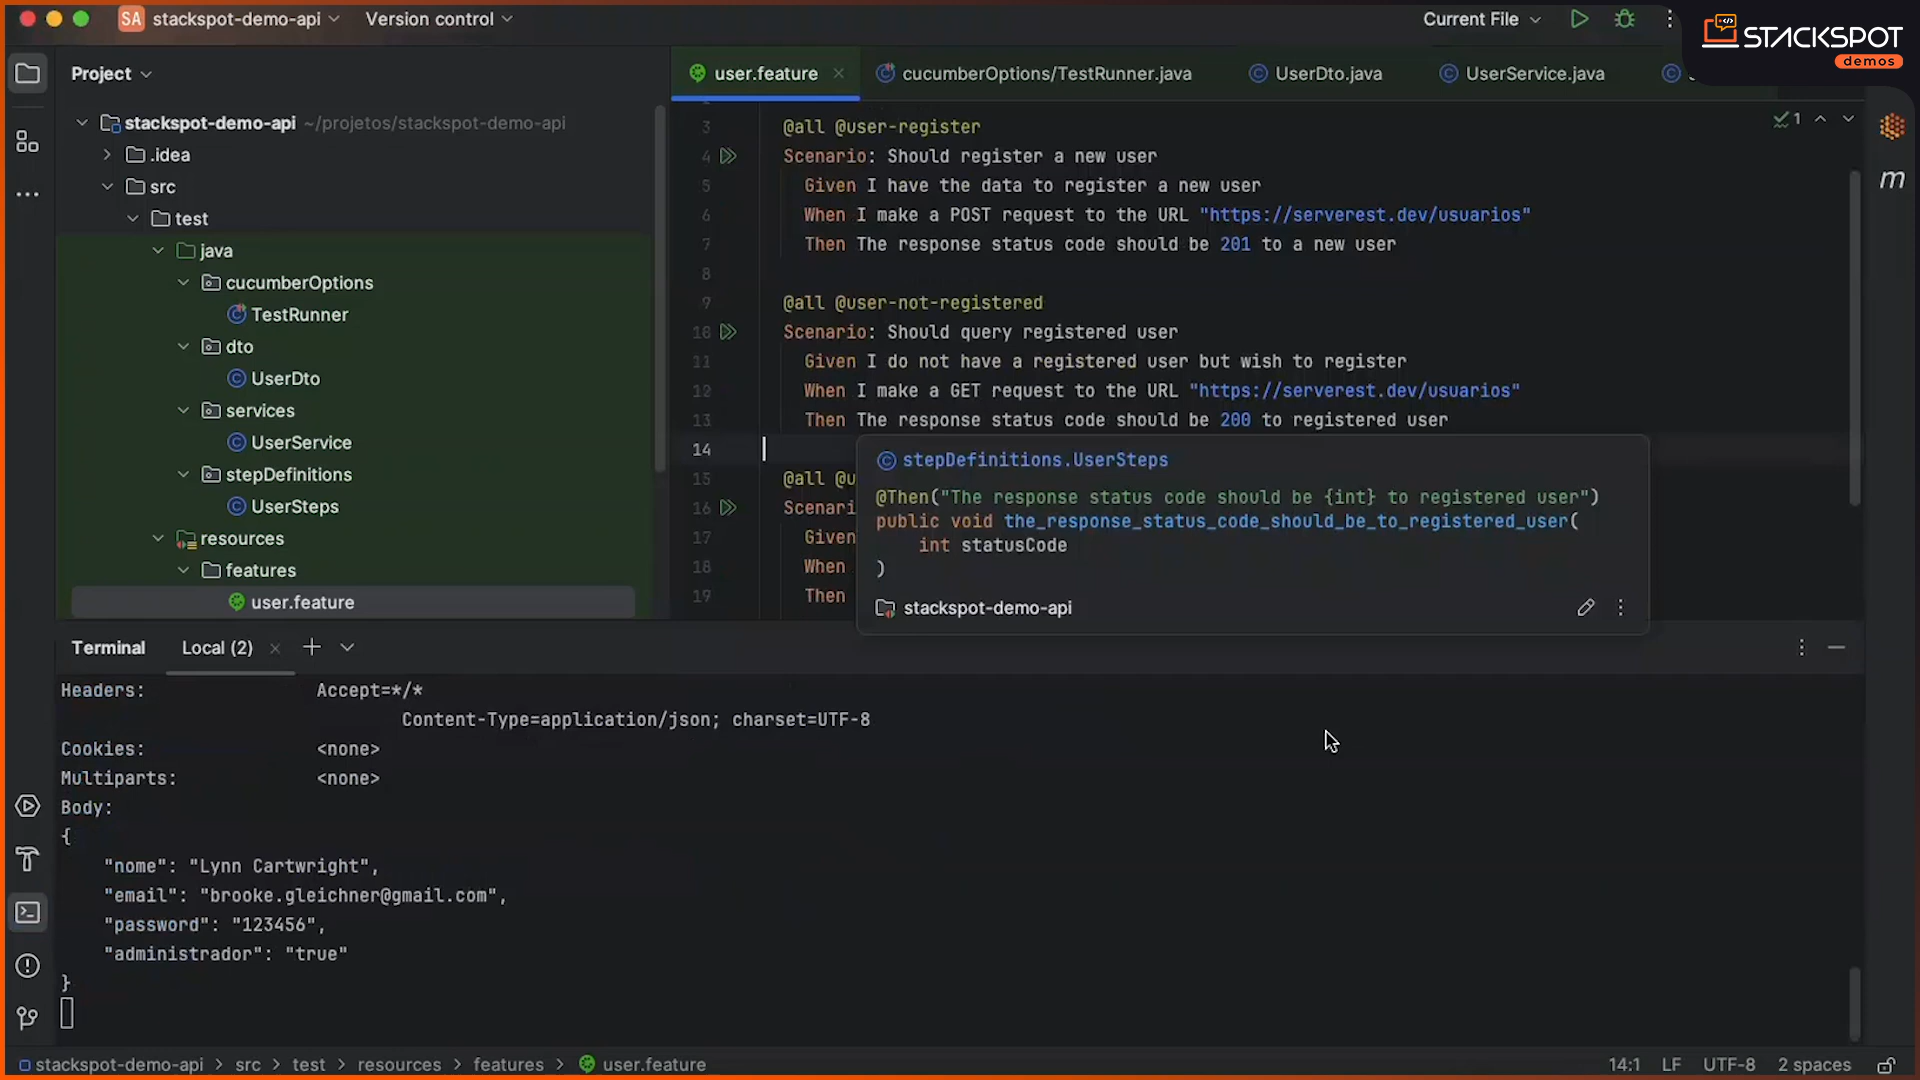 SA stackspot-demo-api
Version control
Current File
STACKSPOT
demos
Project
user.feature
cucumberOptions/TestRunner.java
UserDto.java
UserService.java
stackspot-demo-api ~/projetos/stackspot-demo-api
.idea
src
test
java
cucumberOptions
TestRunner
dto
UserDto
services
UserService
stepDefinitions
UserSteps
resources
features
user.feature
1
3 @all @user-register
4 Scenario: Should register a new user
5 Given I have the data to register a new user
6 When I make a POST request to the URL "https://serverest.dev/usuarios"
7 Then The response status code should be 201 to a new user
8
9 @all @user-not-registered
10 Scenario: Should query registered user
11 Given I do not have a registered user but wish to register
12 When I make a GET request to the URL "https://serverest.dev/usuarios"
13 Then The response status code should be 200 to registered user
14
15 @all @u
16 Scenari
17 Given
18 When
19 Then
stepDefinitions.UserSteps
@Then("The response status code should be {int} to registered user")
public void the_response_status_code_should_be_to_registered_user(
int statusCode
)
stackspot-demo-api
m
Terminal Local (2)
Headers: Accept=*/*
Content-Type=application/json; charset=UTF-8
Cookies: <none>
Multiparts: <none>
Body:
{
"nome": "Lynn Cartwright",
"email": "brooke.gleichner@gmail.com",
"password": "123456",
"administrador": "true"
}
stackspot-demo-api > src > test > resources > features > user.feature
14:1 LF UTF-8 2 spaces